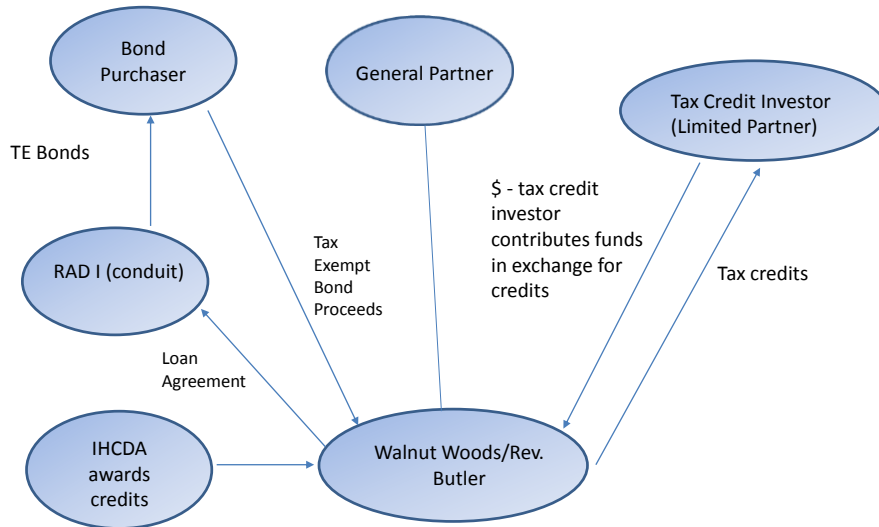 Bond
Purchaser
General Partner
Tax Credit Investor
(Limited Partner)
TE Bonds
$ - tax credit
investor
contributes funds
in exchange for
credits
Tax
Exempt
Bond
Proceeds
RAD I (conduit)
Tax credits
Loan
Agreement
IHCDA
awards
credits
Walnut Woods/Rev.
Butler